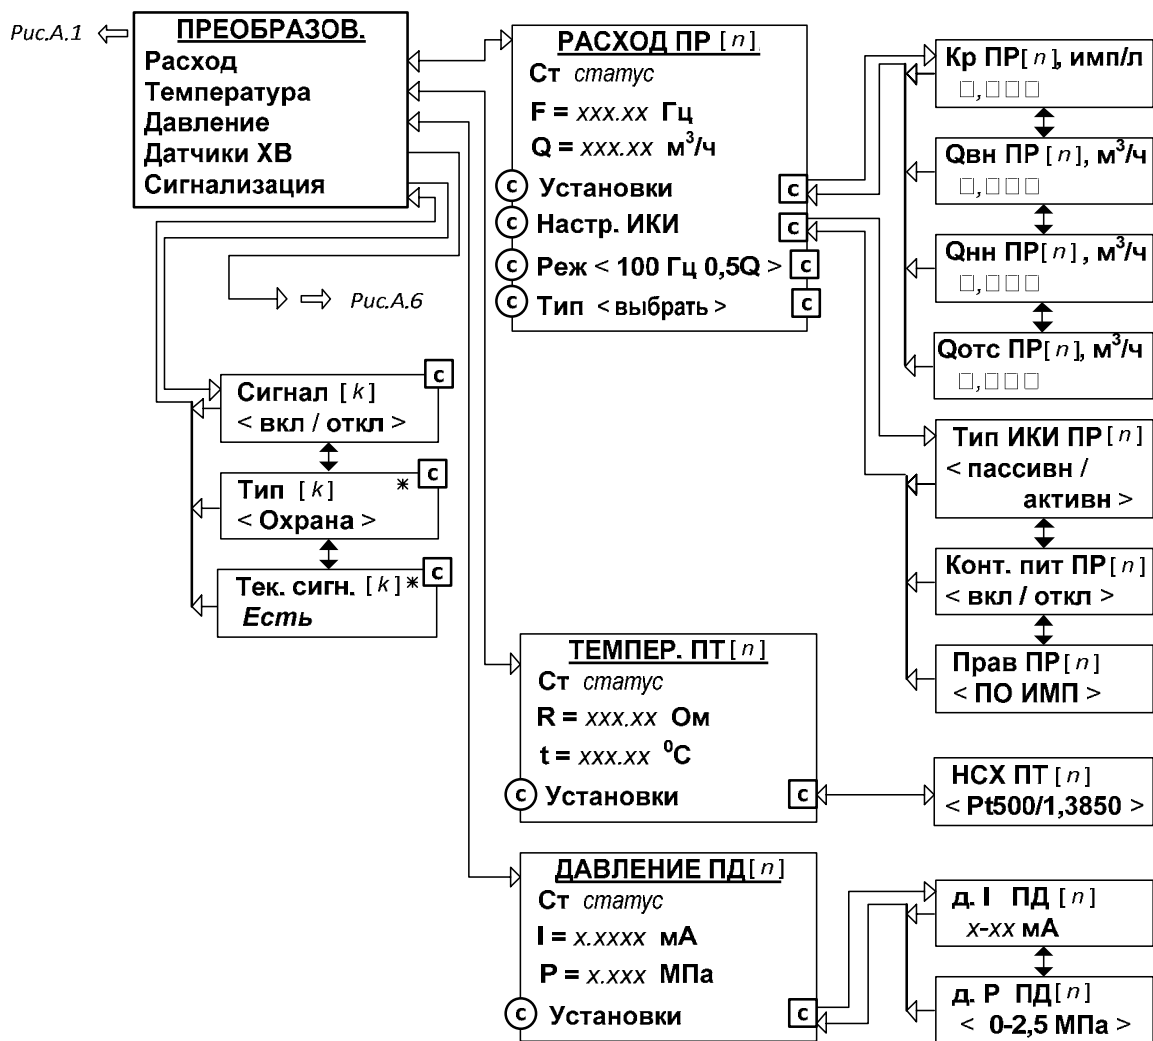 Рис.А.1
ПРЕОБРАЗОВ.
Расход
Температура
Давление
Датчики ХВ
Сигнализация
Рис.А.6
Сигнал [k]
< вкл / откл >
с
Тип [k] *
< Охрана >
с
Тек. сигн. [k]*
Есть
с
РАСХОД ПР [n]
Ст статус
F = xxx.xx Гц
Q = xxx.xx м³/ч
с Установки с
с Настр. ИКИ с
с Реж < 100 Гц 0,5Q > с
с Тип < выбрать > с
Кр ПР[n], имп/л
□,□□□
Qвн ПР[n], м³/ч
□,□□□
Qнн ПР[n], м³/ч
□,□□□
Qотс ПР[n], м³/ч
□,□□□
Тип ИКИ ПР[n]
< пассивн /
активн >
Конт. пит ПР[n]
< вкл / откл >
Прав ПР[n]
< ПО ИМП >
ТЕМПЕР. ПТ[n]
Ст статус
R = xxx.xx Ом
t = xxx.xx ⁰С
с Установки с
НСХ ПТ [n]
< Pt500/1,3850 >
ДАВЛЕНИЕ ПД[n]
Ст статус
I = x.xxxx мА
P = x.xxx МПа
с Установки с
д. I ПД [n]
x-xx мА
д. P ПД[n]
< 0-2,5 МПа >